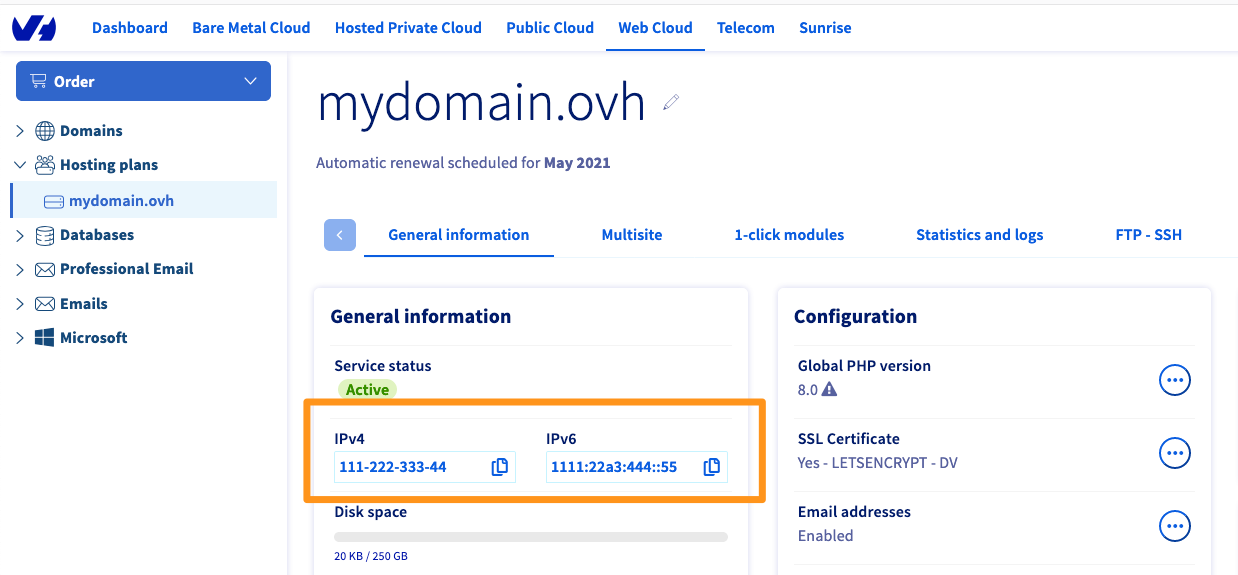 Dashboard Bare Metal Cloud Hosted Private Cloud Public Cloud Web Cloud Telecom Sunrise
Order
Domains
Hosting plans
mydomain.ovh
Databases
Professional Email
Emails
Microsoft
mydomain.ovh
Automatic renewal scheduled for May 2021
General information Multisite 1-click modules Statistics and logs FTP - SSH
General information
Service status
Active
IPv4 IPv6
111-222-333-44 1111:22a3:444::55
Disk space
20 KB / 250 GB
Configuration
Global PHP version
8.0
SSL Certificate
Yes - LETSENCRYPT - DV
Email addresses
Enabled